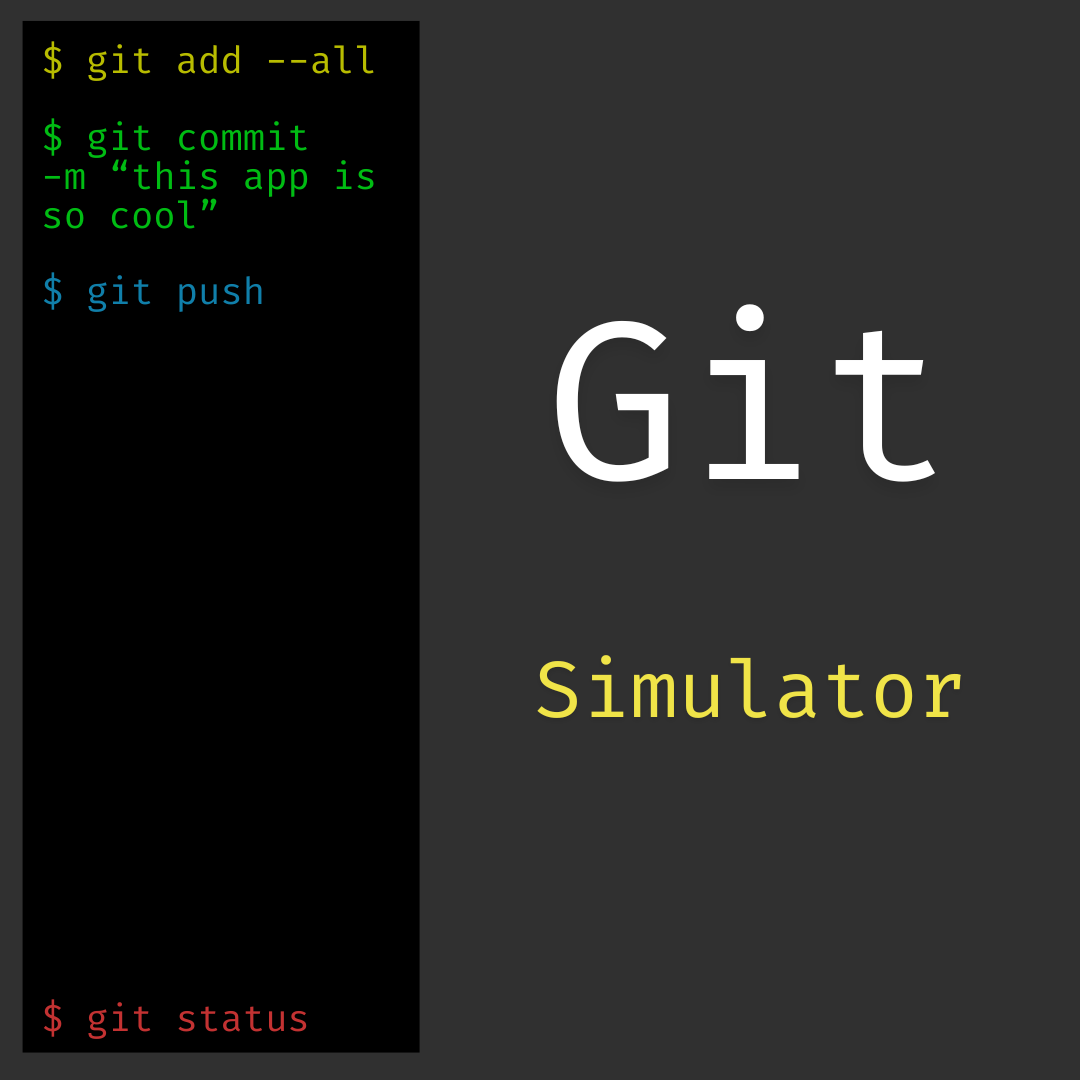 $ git add --all
$ git commit
-m “this app is
so cool”
$ git push
$ git status
Git
Simulator